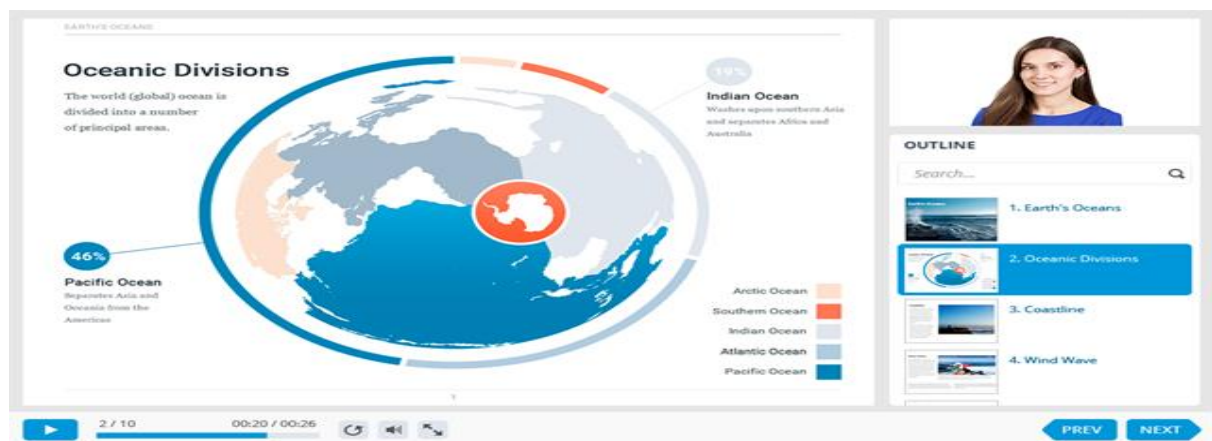 EARTH'S OCEANS
Oceanic Divisions
The world (global) ocean is
divided into a number
of principal areas.
19%
Indian Ocean
Washes upon southern Asia
and separates Africa and
Australia
46%
Pacific Ocean
Separates Asia and
Oceania from the
Americas
Arctic Ocean
Southern Ocean
Indian Ocean
Atlantic Ocean
Pacific Ocean
OUTLINE
Search...
1. Earth's Oceans
2. Oceanic Divisions
3. Coastline
4. Wind Wave
2 / 10
00:20 / 00:26
PREV
NEXT